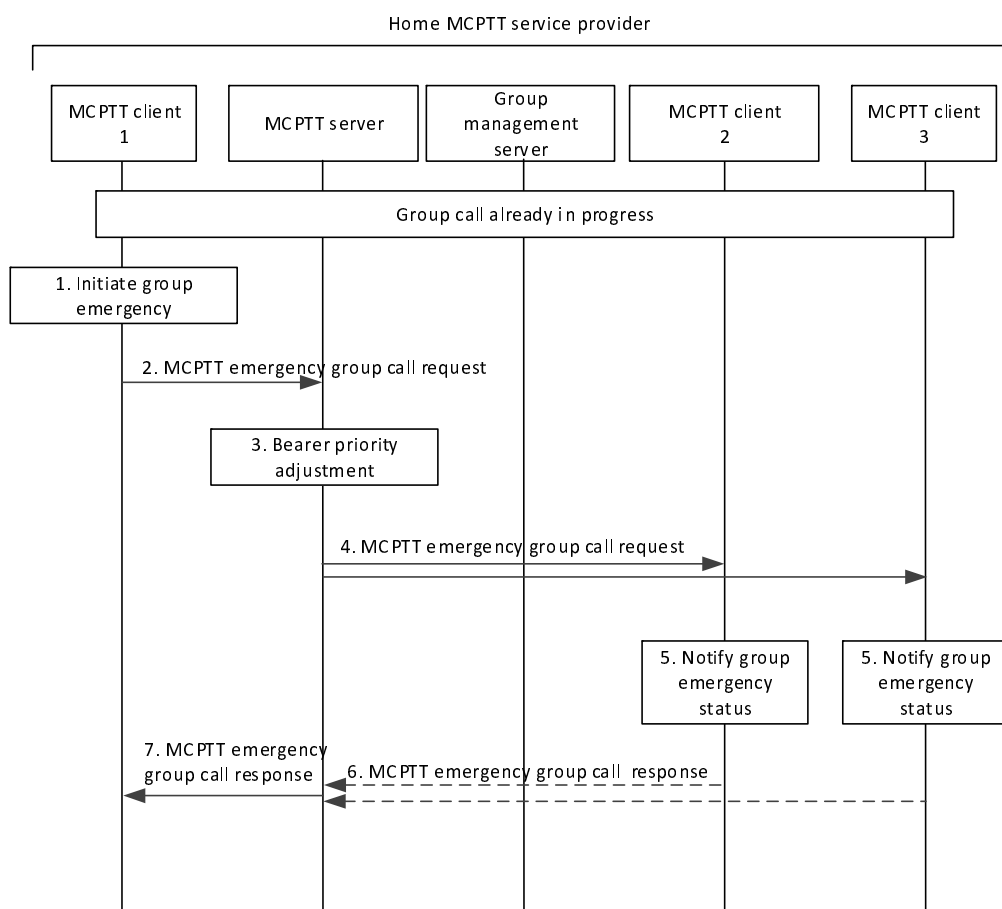 Home MCPTT service provider
MCPTT client
1
MCPTT server
Group
management
server
MCPTT client
2
MCPTT client
3
Group call already in progress
1. Initiate group
emergency
2. MCPTT emergency group call request
3. Bearer priority
adjustment
4. MCPTT emergency group call request
5. Notify group
emergency
status
5. Notify group
emergency
status
7. MCPTT emergency
group call response
6. MCPTT emergency group call response